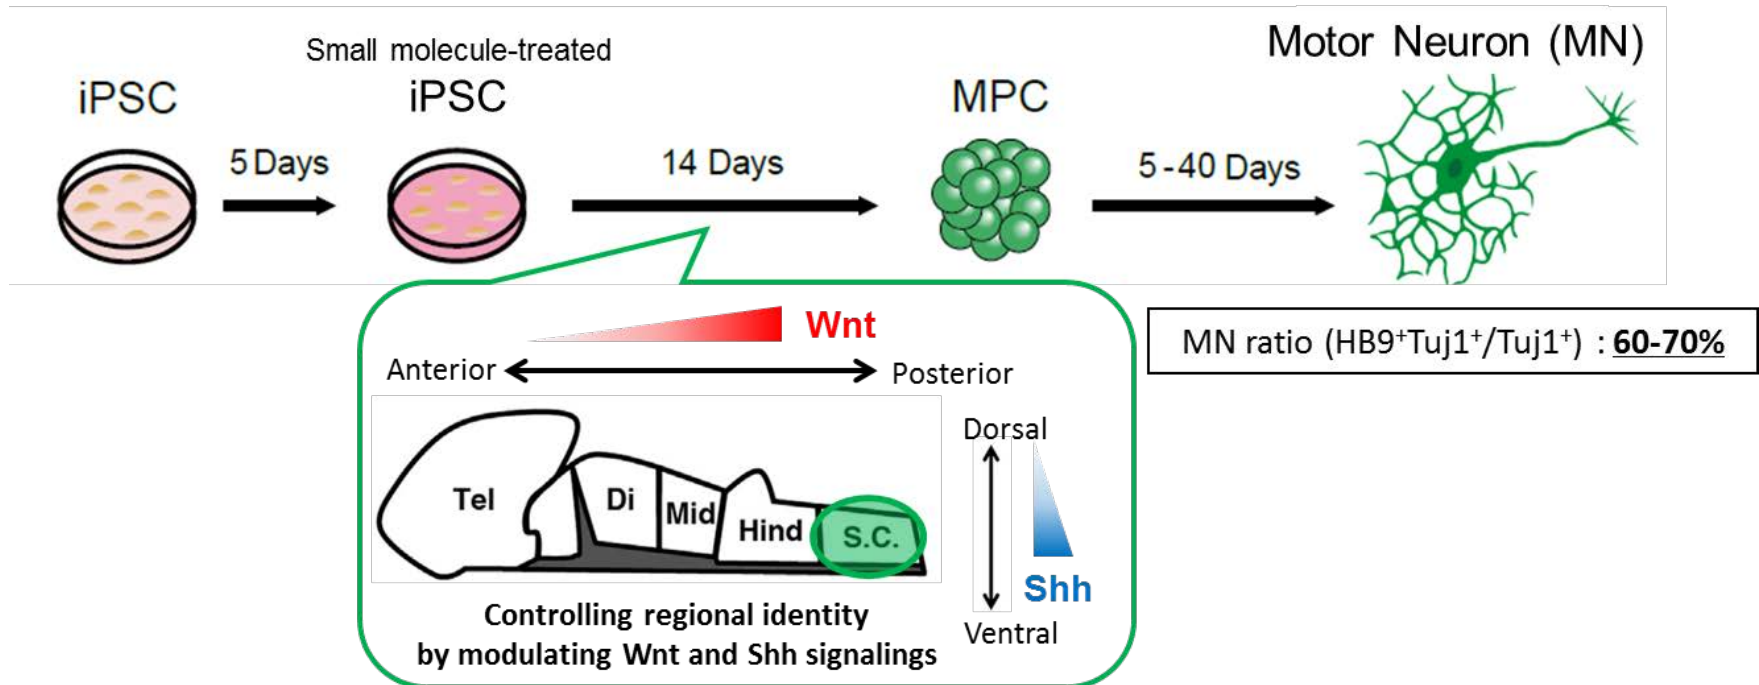 Small molecule-treated
iPSC
iPSC
MPC
Motor Neuron (MN)
5 Days
14 Days
5-40 Days
Wnt
Anterior
Posterior
Tel
Di
Mid
Hind
S.C.
Dorsal
Shh
Ventral
Controlling regional identity
by modulating Wnt and Shh signalings
MN ratio (HB9⁺Tuj1⁺/Tuj1⁺) : 60-70%